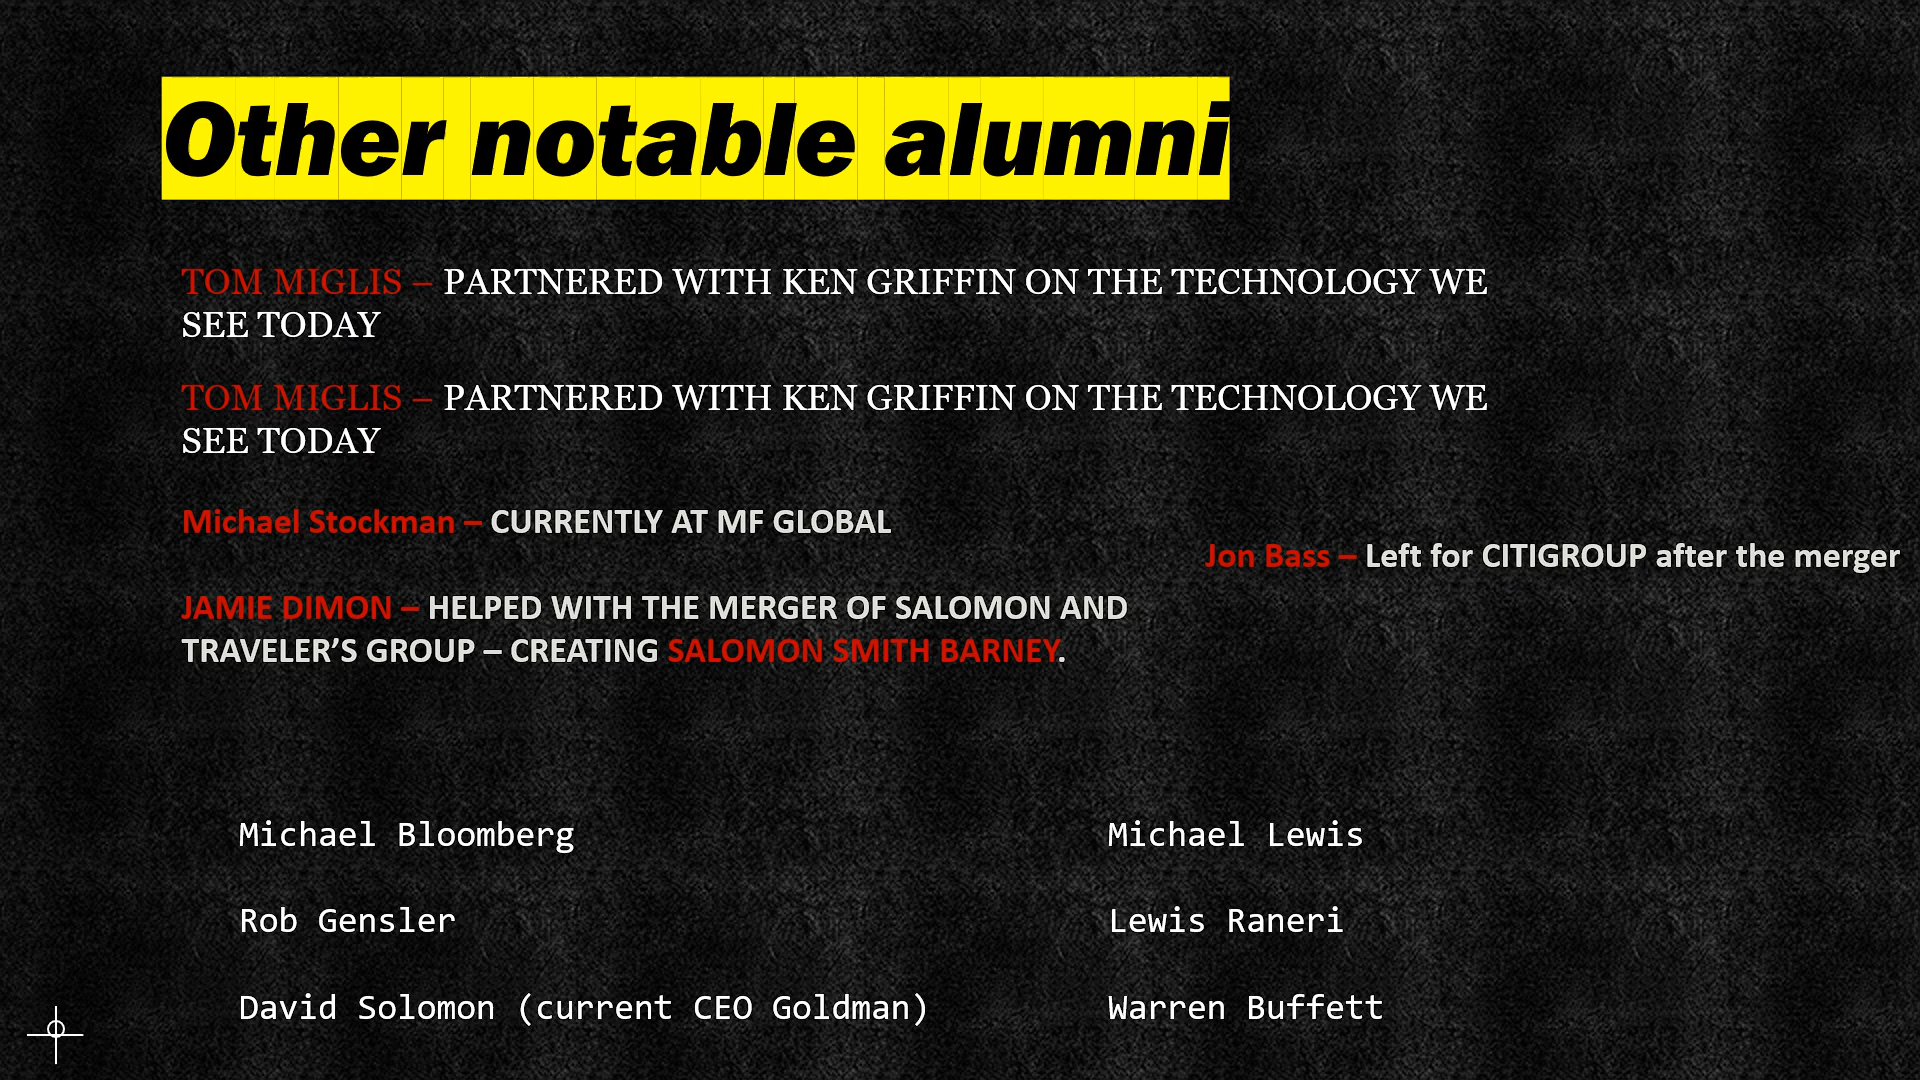 Other notable alumni
TOM MIGLIS – PARTNERED WITH KEN GRIFFIN ON THE TECHNOLOGY WE
SEE TODAY
TOM MIGLIS – PARTNERED WITH KEN GRIFFIN ON THE TECHNOLOGY WE
SEE TODAY
Michael Stockman – CURRENTLY AT MF GLOBAL
Jon Bass – Left for CITIGROUP after the merger
JAMIE DIMON – HELPED WITH THE MERGER OF SALOMON AND
TRAVELER’S GROUP – CREATING SALOMON SMITH BARNEY.
Michael Bloomberg
Michael Lewis
Rob Gensler
Lewis Raneri
David Solomon (current CEO Goldman)
Warren Buffett